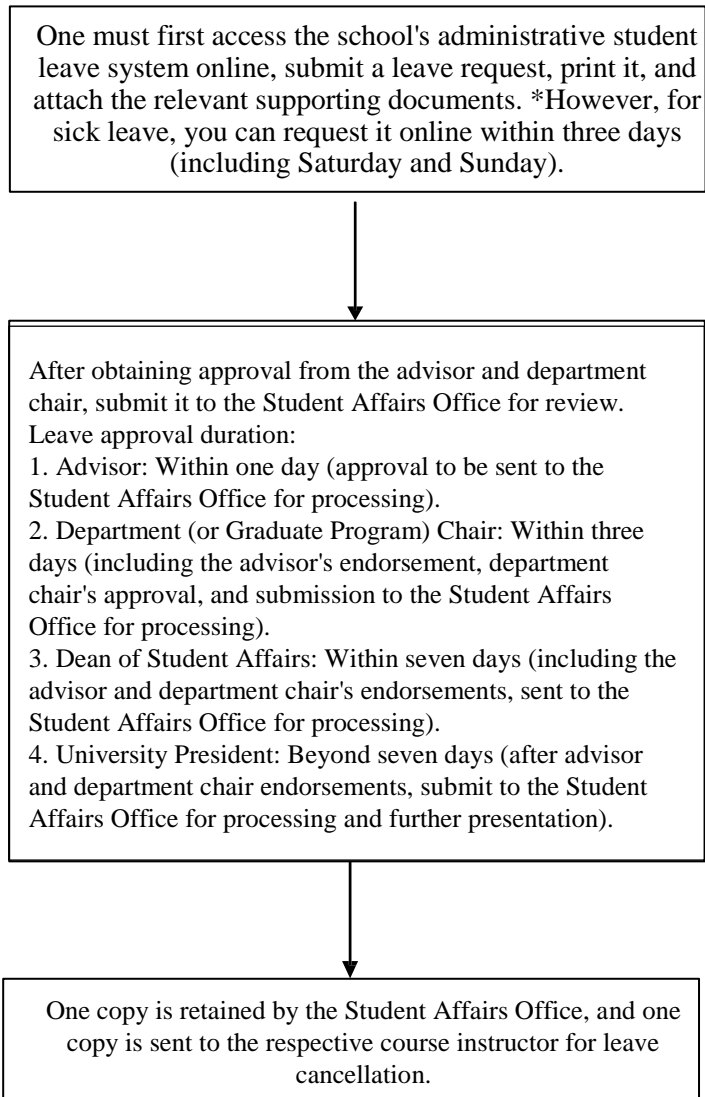 One must first access the school's administrative student
leave system online, submit a leave request, print it, and
attach the relevant supporting documents. *However, for
sick leave, you can request it online within three days
(including Saturday and Sunday).
After obtaining approval from the advisor and department
chair, submit it to the Student Affairs Office for review.
Leave approval duration:
1. Advisor: Within one day (approval to be sent to the
Student Affairs Office for processing).
2. Department (or Graduate Program) Chair: Within three
days (including the advisor's endorsement, department
chair's approval, and submission to the Student Affairs
Office for processing).
3. Dean of Student Affairs: Within seven days (including the
advisor and department chair's endorsements, sent to the
Student Affairs Office for processing).
4. University President: Beyond seven days (after advisor
and department chair endorsements, submit to the Student
Affairs Office for processing and further presentation).
One copy is retained by the Student Affairs Office, and one
copy is sent to the respective course instructor for leave
cancellation.